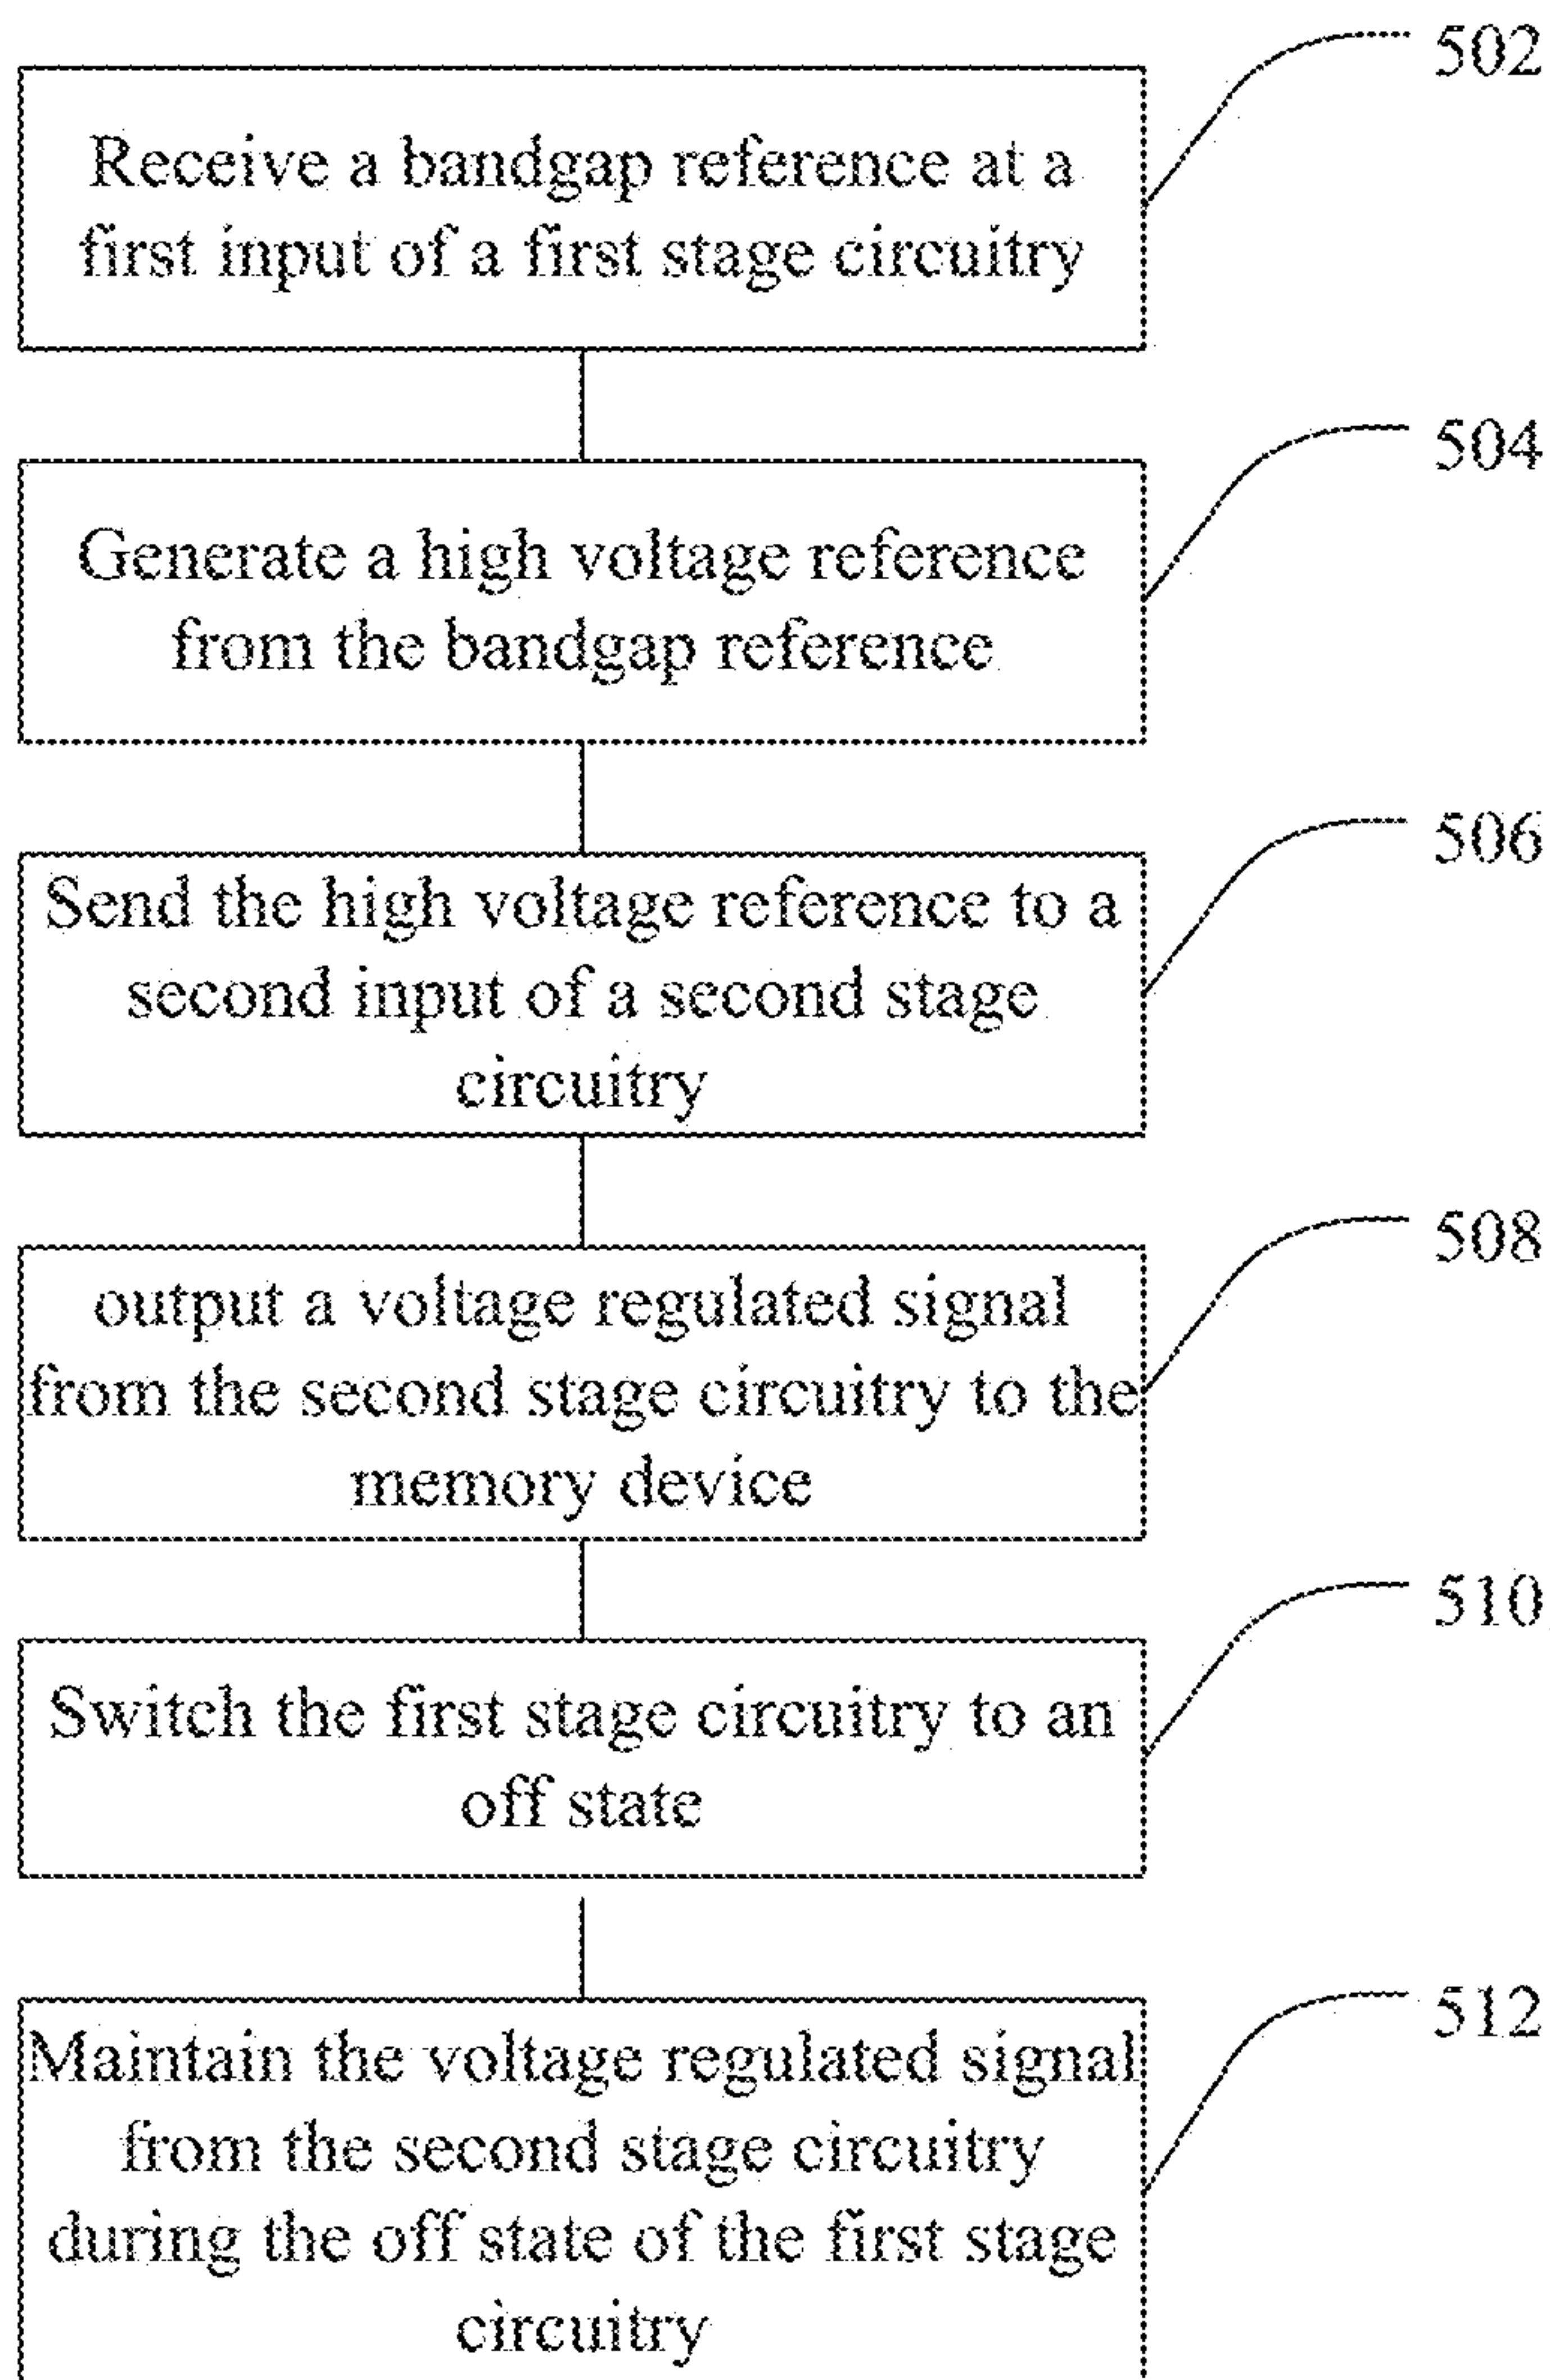 502
Receive a bandgap reference at a
first input of a first stage circuitry
504
Generate a high voltage reference
from the bandgap reference
506
Send the high voltage reference to a
second input of a second stage
circuitry
508
output a voltage regulated signal
from the second stage circuitry to the
memory device
510
Switch the first stage circuitry to an
off state
512
Maintain the voltage regulated signal
from the second stage circuitry
during the off state of the first stage
circuitry